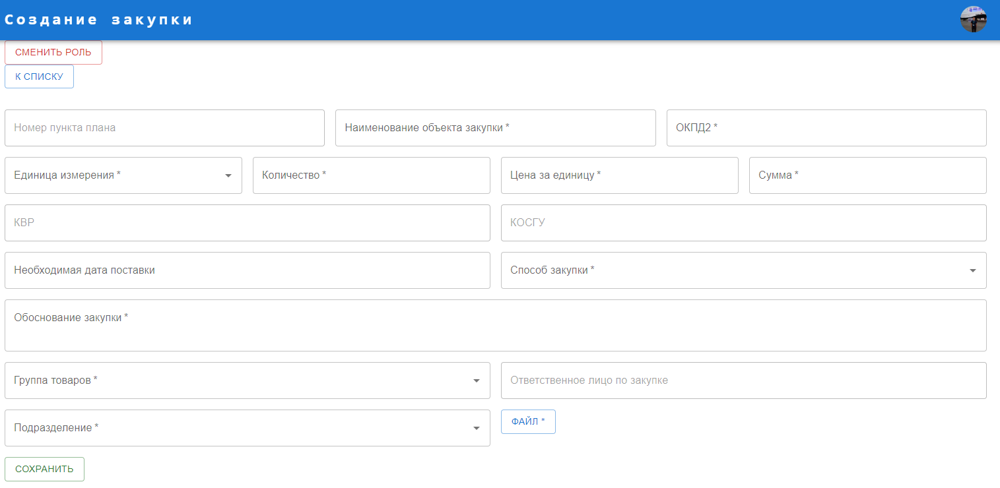 Создание закупки
СМЕНИТЬ РОЛЬ
К СПИСКУ
Номер пункта плана
Наименование объекта закупки *
ОКПД2 *
Единица измерения *
Количество *
Цена за единицу *
Сумма *
КВР
КОСГУ
Необходимая дата поставки
Способ закупки *
Обоснование закупки *
Группа товаров *
Ответственное лицо по закупке
Подразделение *
ФАЙЛ *
СОХРАНИТЬ